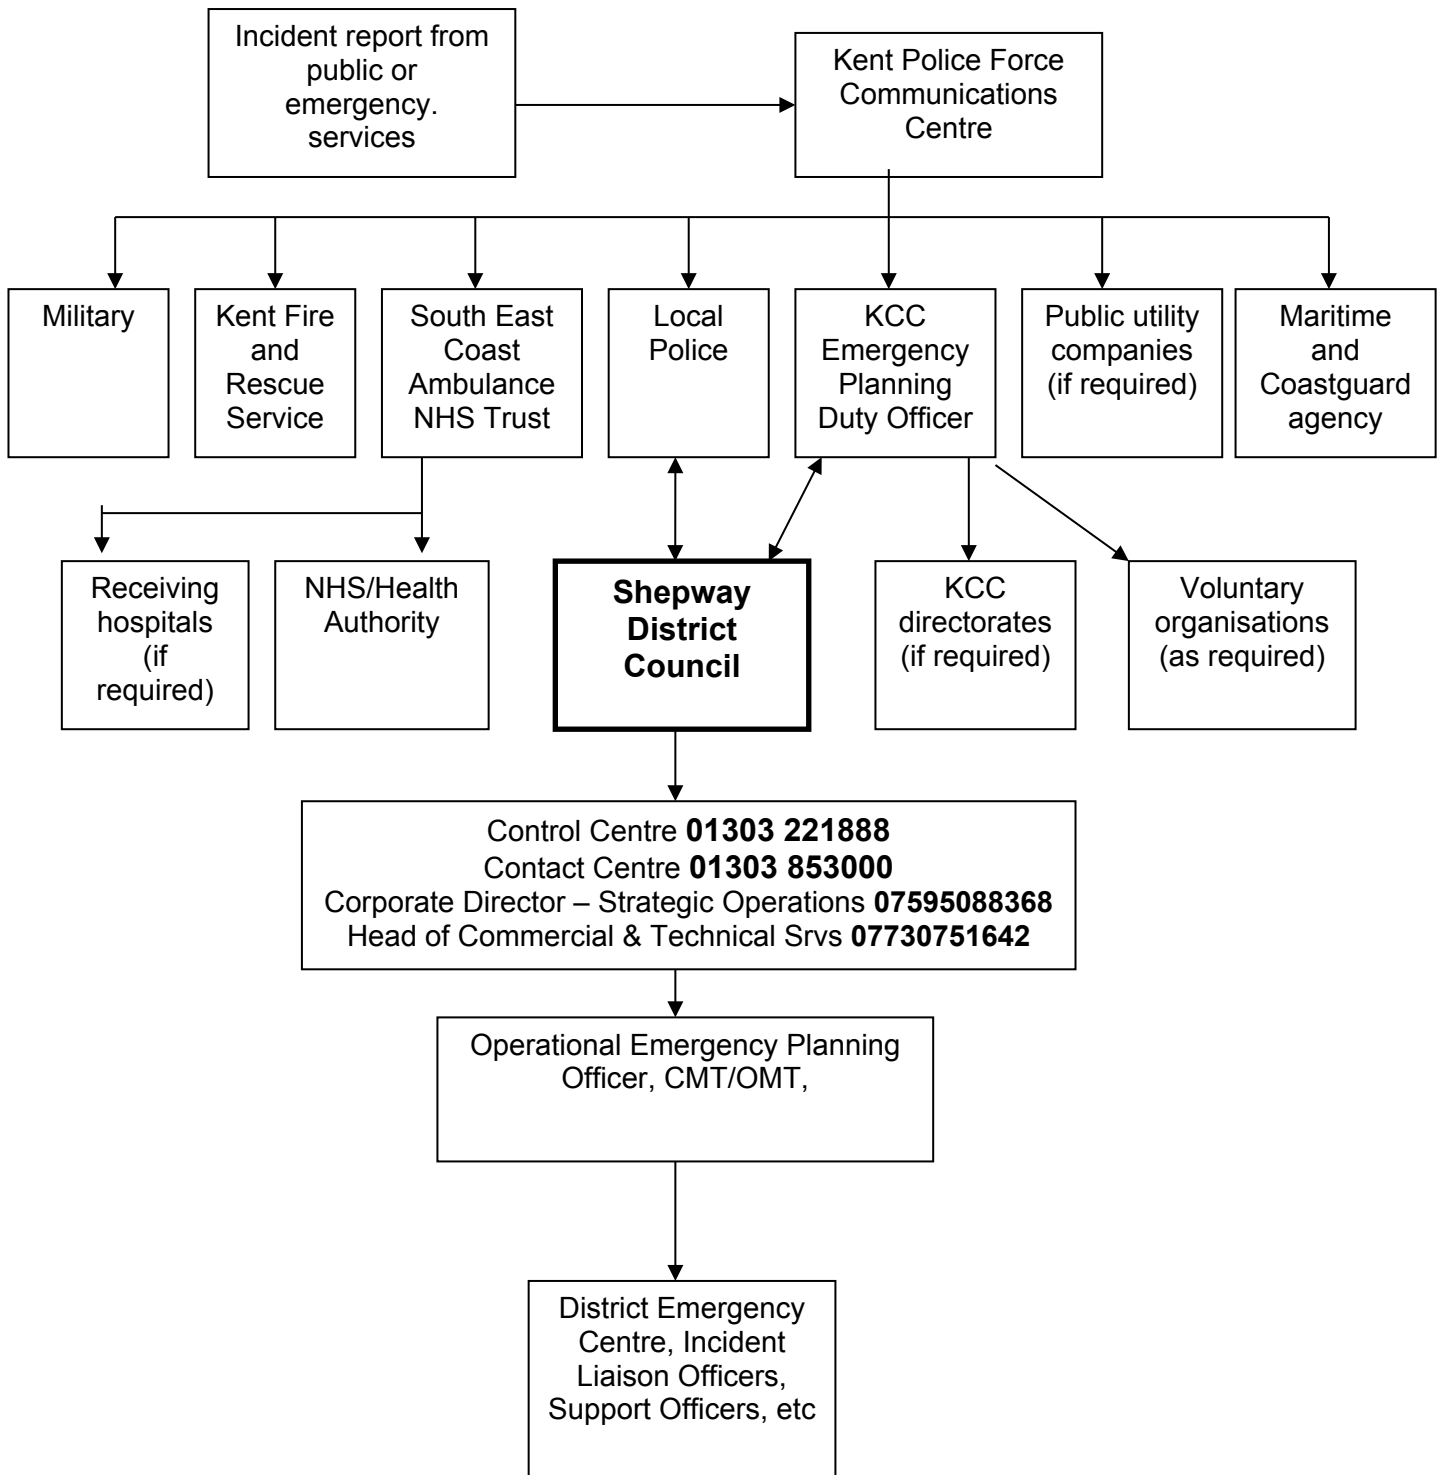 Incident report from
public or
emergency.
services
Kent Police Force
Communications
Centre
Military
Kent Fire
and
Rescue
Service
South East
Coast
Ambulance
NHS Trust
Local
Police
KCC
Emergency
Planning
Duty Officer
Public utility
companies
(if required)
Maritime
and
Coastguard
agency
Receiving
hospitals
(if
required)
NHS/Health
Authority
Shepway
District
Council
KCC
directorates
(if required)
Voluntary
organisations
(as required)
Control Centre 01303 221888
Contact Centre 01303 853000
Corporate Director – Strategic Operations 07595088368
Head of Commercial & Technical Srvs 07730751642
Operational Emergency Planning
Officer, CMT/OMT,
District Emergency
Centre, Incident
Liaison Officers,
Support Officers, etc